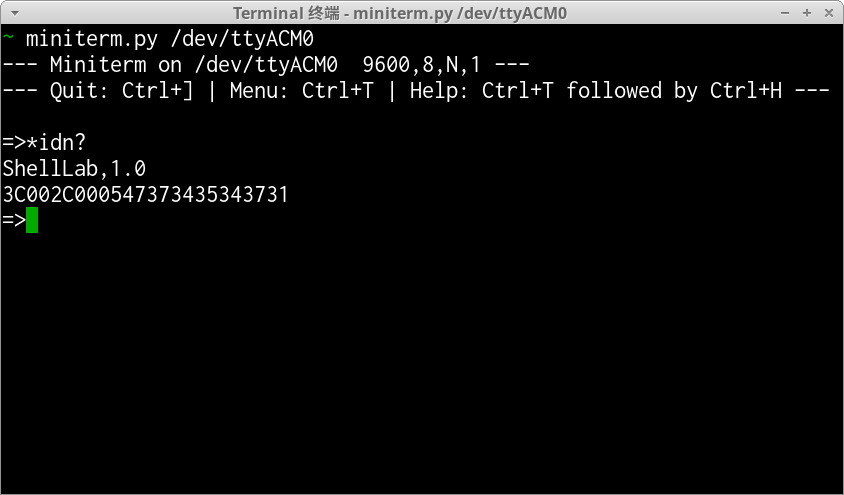 Terminal 终端 - miniterm.py /dev/ttyACM0
~ miniterm.py /dev/ttyACM0
--- Miniterm on /dev/ttyACM0  9600,8,N,1 ---
--- Quit: Ctrl+] | Menu: Ctrl+T | Help: Ctrl+T followed by Ctrl+H ---
=>*idn?
ShellLab,1.0
3C002C000547373435343731
=>